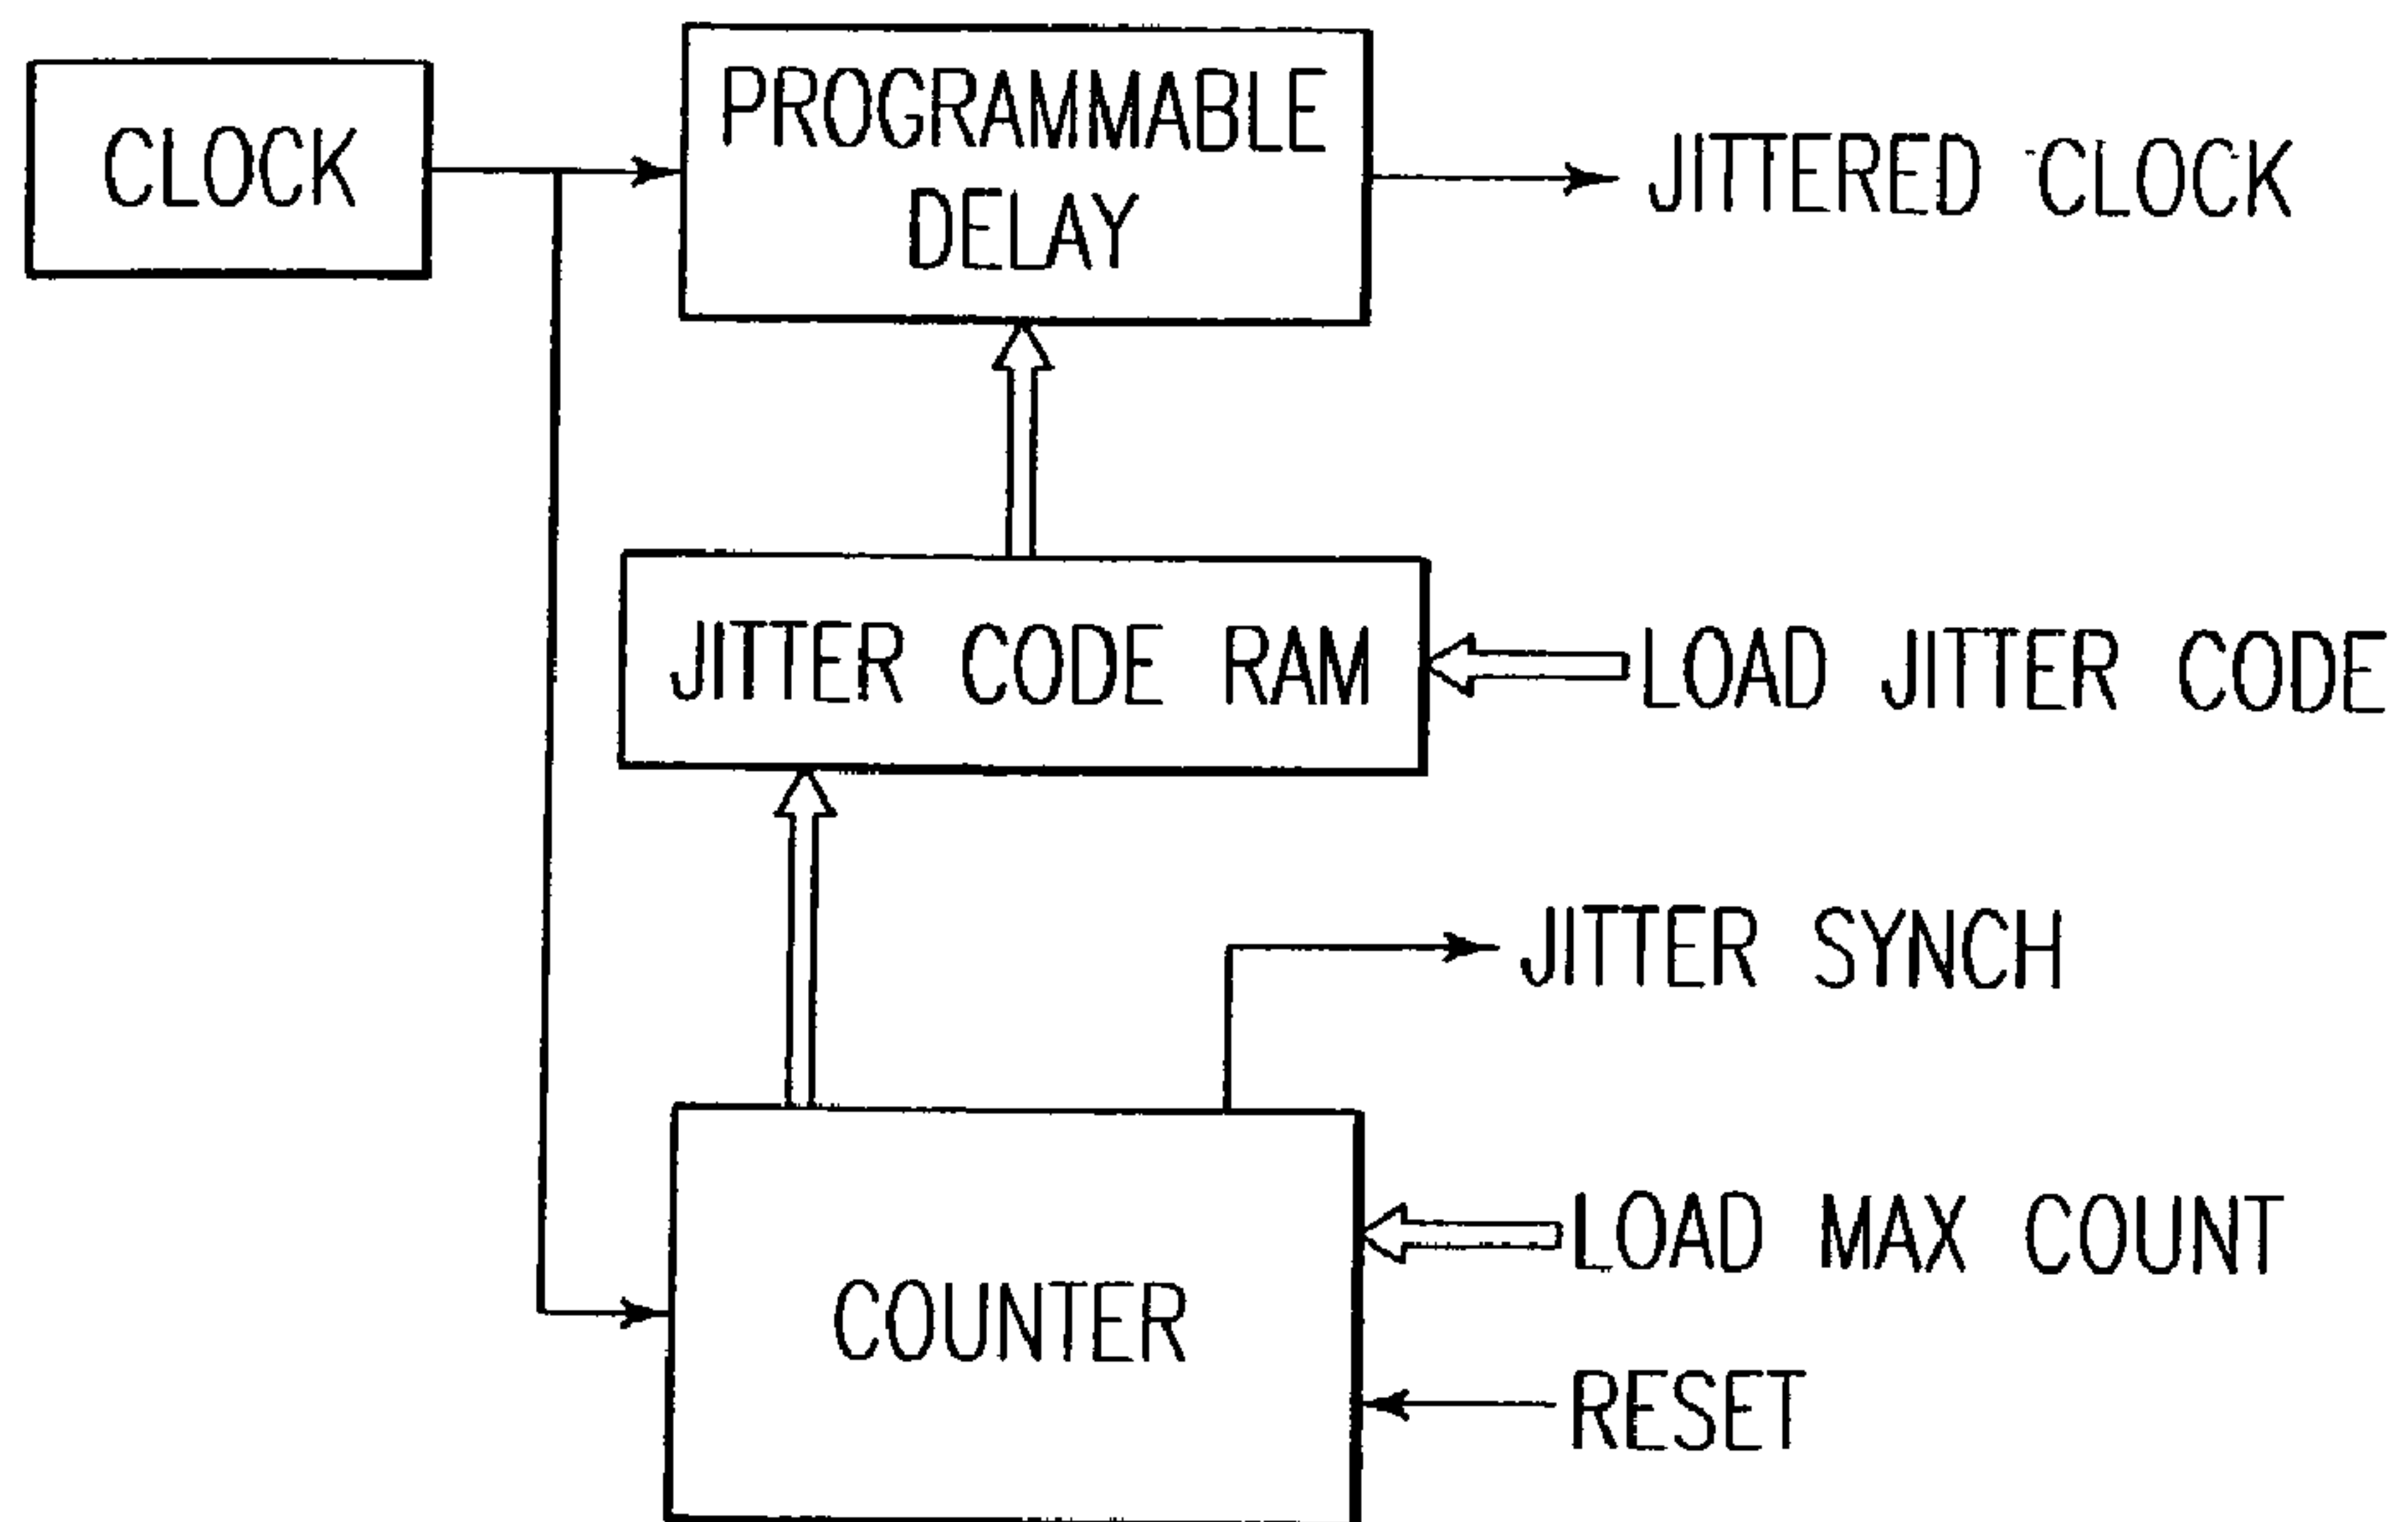 CLOCK
PROGRAMMABLE
DELAY
JITTERED CLOCK
JITTER CODE RAM
LOAD JITTER CODE
JITTER SYNCH
COUNTER
LOAD MAX COUNT
RESET